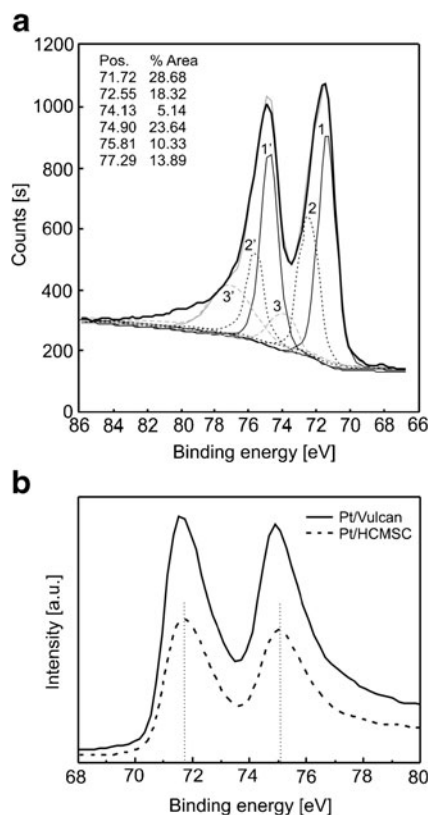 a
1200
1000
800
600
400
200
0
Counts [s]
Pos. % Area
71.72 28.68
72.55 18.32
74.13 5.14
74.90 23.64
75.81 10.33
77.29 13.89
1' 1
2' 2
3' 3
86 84 82 80 78 76 74 72 70 68 66
Binding energy [eV]
b
Pt/Vulcan
Pt/HCMSC
Intensity [a.u.]
68 70 72 74 76 78 80
Binding energy [eV]